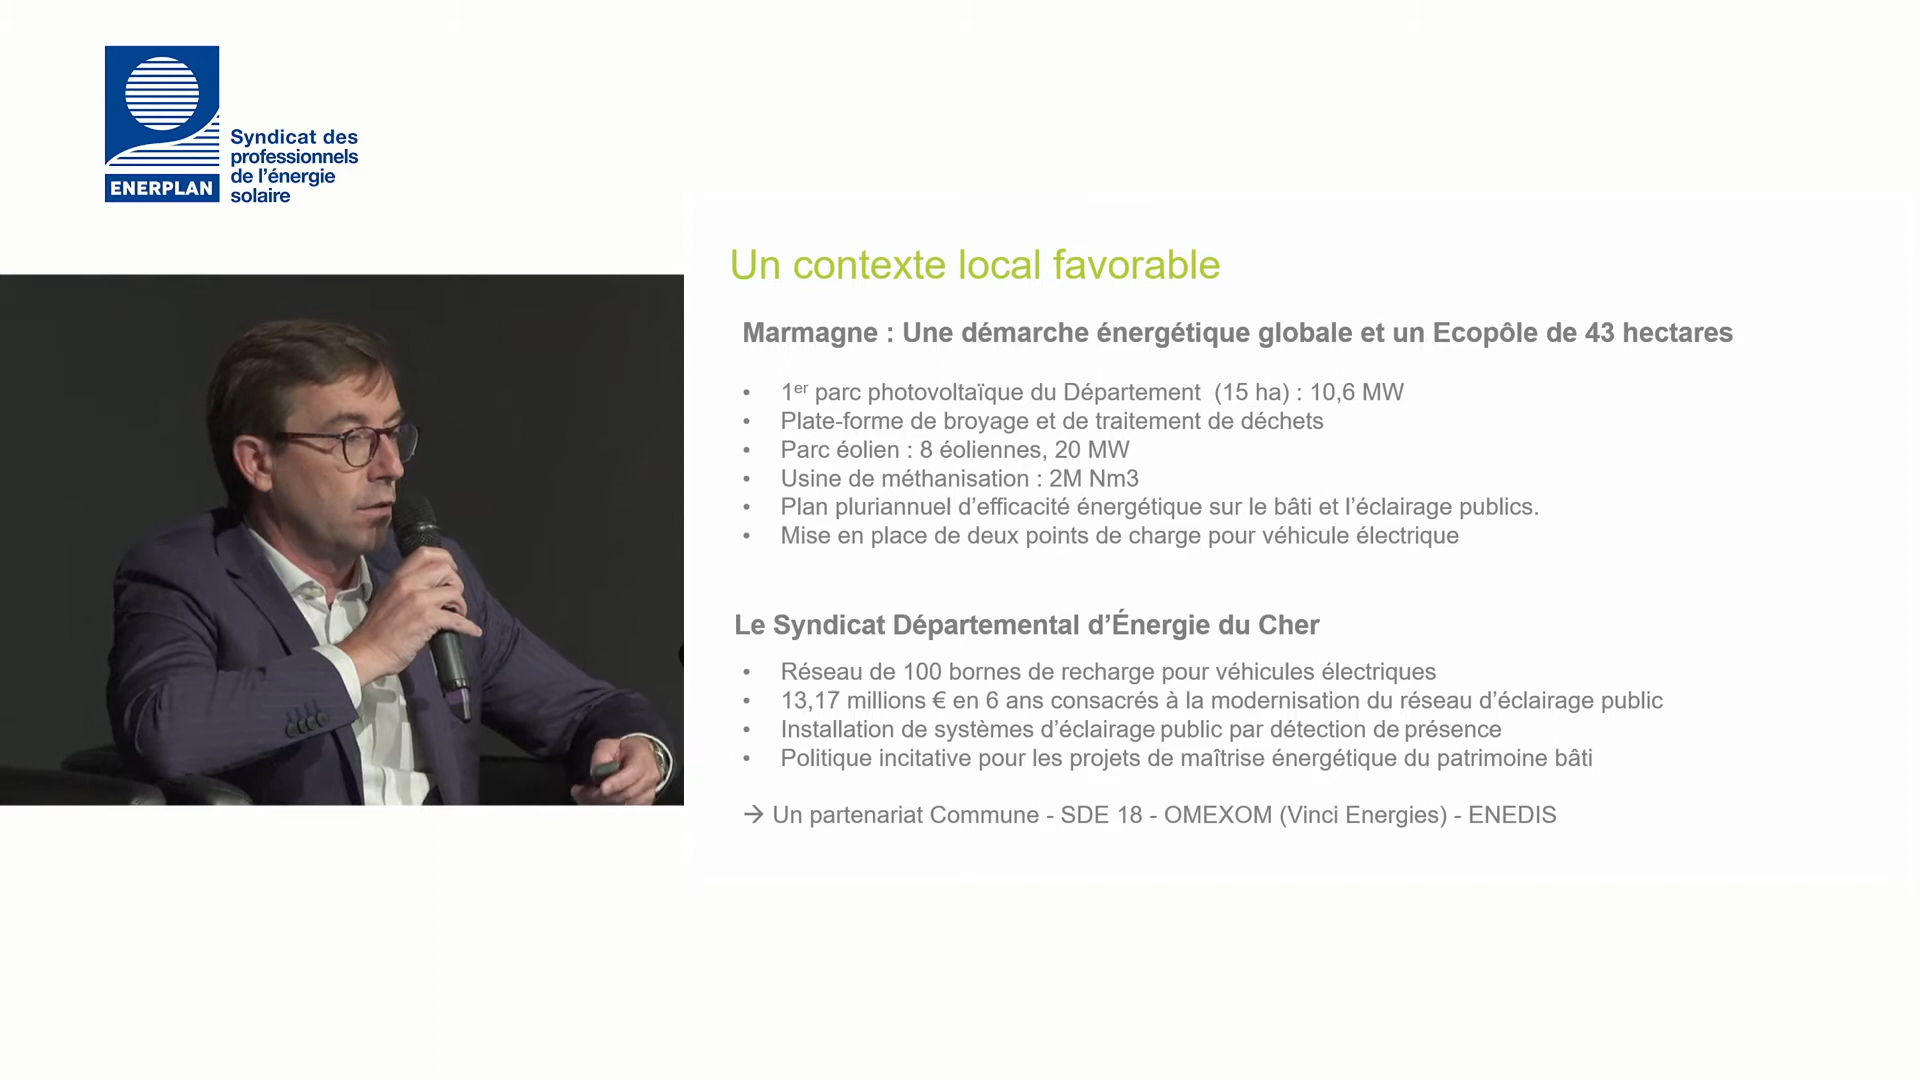 ENERPLAN
Syndicat des
professionnels
de l'énergie
solaire
Un contexte local favorable
Marmagne : Une démarche énergétique globale et un Ecopôle de 43 hectares
• 1er parc photovoltaïque du Département (15 ha) : 10,6 MW
• Plate-forme de broyage et de traitement de déchets
• Parc éolien : 8 éoliennes, 20 MW
• Usine de méthanisation : 2M Nm3
• Plan pluriannuel d'efficacité énergétique sur le bâti et l'éclairage publics.
• Mise en place de deux points de charge pour véhicule électrique
Le Syndicat Départemental d'Énergie du Cher
• Réseau de 100 bornes de recharge pour véhicules électriques
• 13,17 millions € en 6 ans consacrés à la modernisation du réseau d'éclairage public
• Installation de systèmes d'éclairage public par détection de présence
• Politique incitative pour les projets de maîtrise énergétique du patrimoine bâti
→ Un partenariat Commune - SDE 18 - OMEXOM (Vinci Energies) - ENEDIS